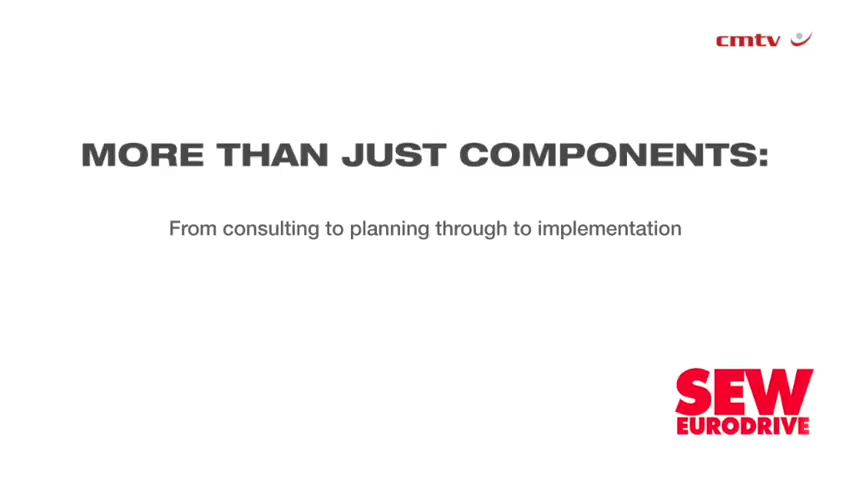 cmtv
MORE THAN JUST COMPONENTS:
From consulting to planning through to implementation
SEW
EURODRIVE